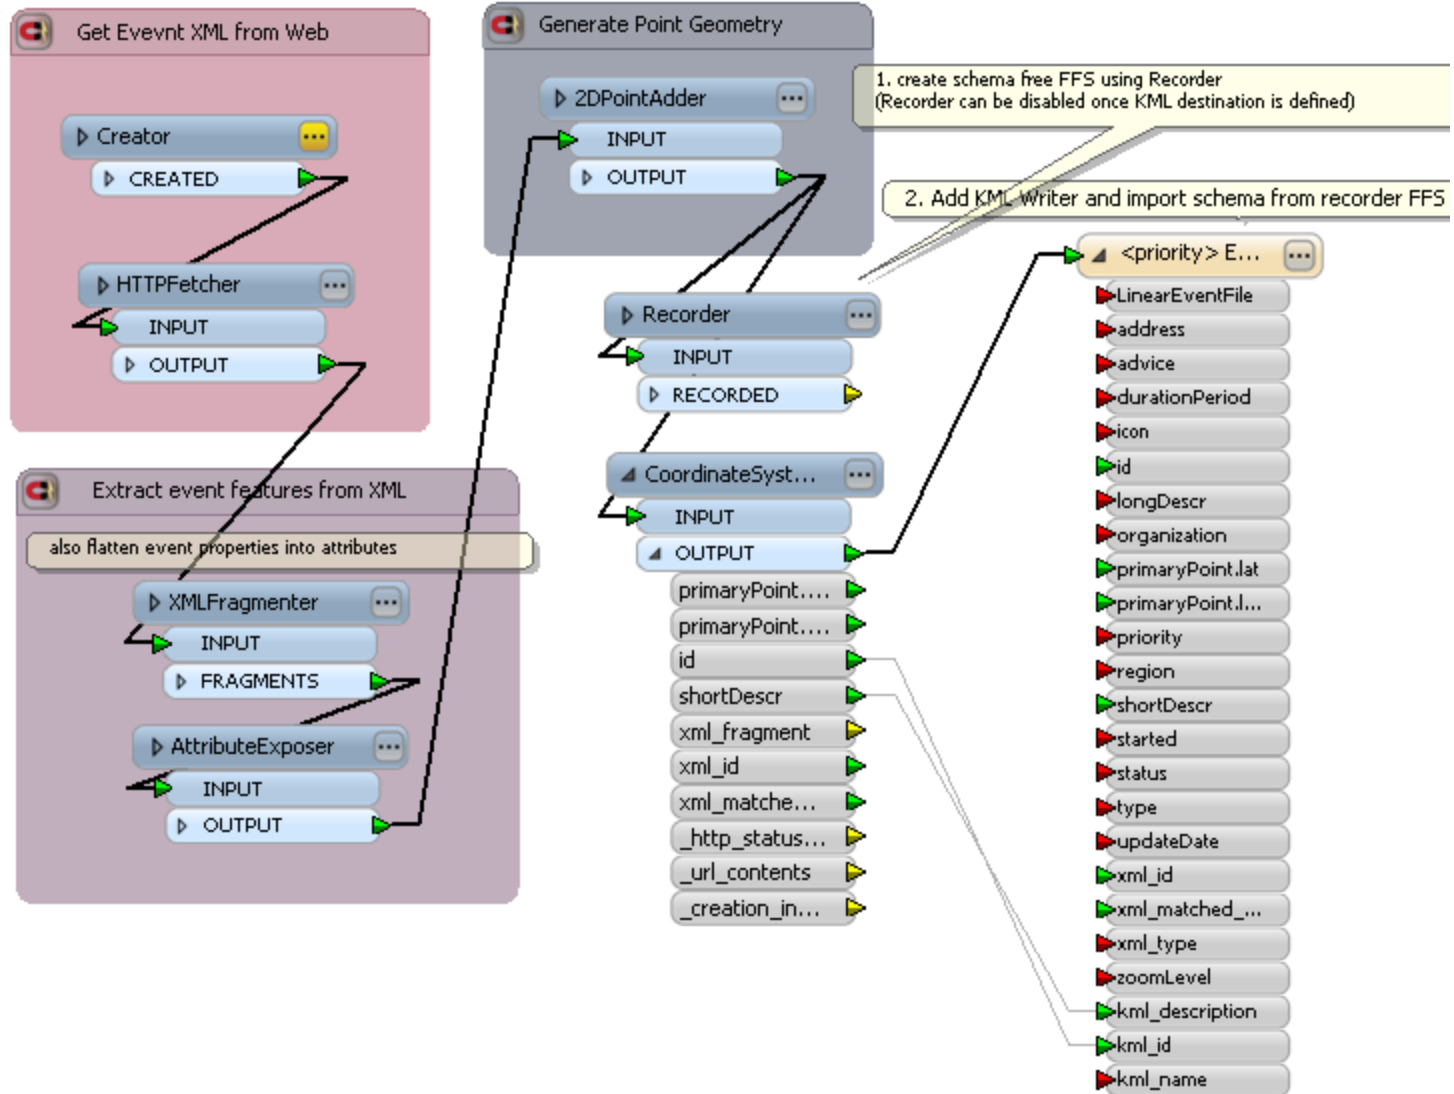 Get Evevnt XML from Web
Creator
CREATED
HTTPFetcher
INPUT
OUTPUT
Extract event features from XML
also flatten event properties into attributes
XMLFragmenter
INPUT
FRAGMENTS
AttributeExposer
INPUT
OUTPUT
Generate Point Geometry
2DPointAdder
INPUT
OUTPUT
1. create schema free FFS using Recorder
(Recorder can be disabled once KML destination is defined)
2. Add KML Writer and import schema from recorder FFS
Recorder
INPUT
RECORDED
CoordinateSyst...
INPUT
OUTPUT
primaryPoint....
primaryPoint....
id
shortDescr
xml_fragment
xml_id
xml_matche...
_http_status...
_url_contents
_creation_in...
<priority> E...
LinearEventFile
address
advice
durationPeriod
icon
id
longDescr
organization
primaryPoint.lat
primaryPoint.l...
priority
region
shortDescr
started
status
type
updateDate
xml_id
xml_matched_...
xml_type
zoomLevel
kml_description
kml_id
kml_name